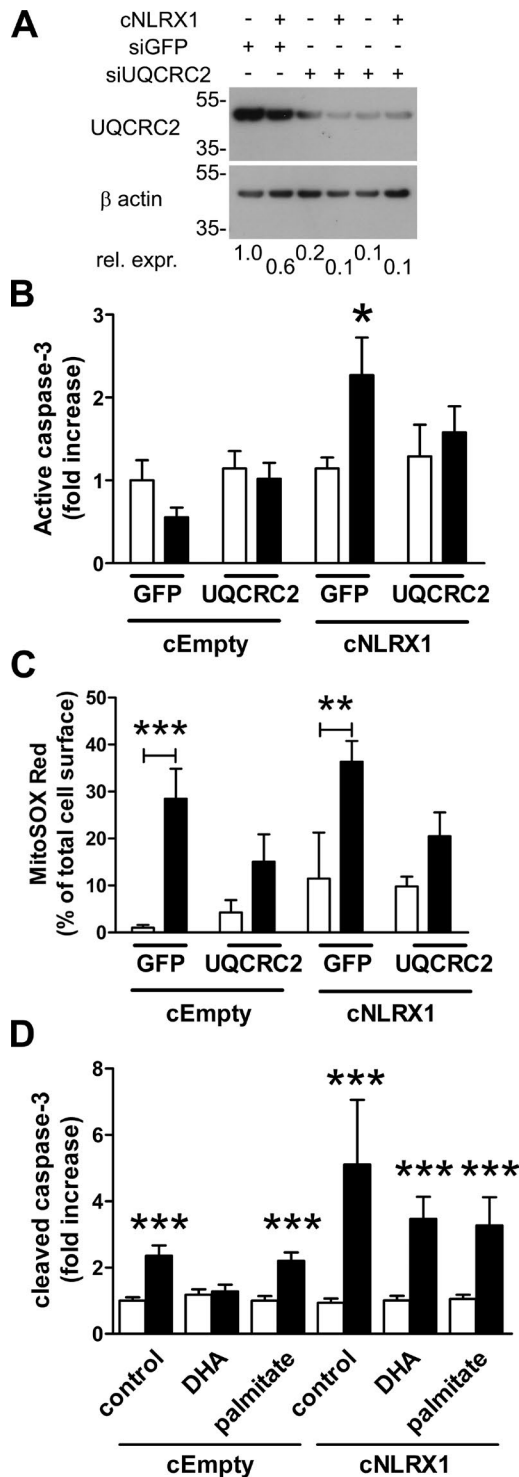 A
cNLRX1 - + - + - +
siGFP + + - - - -
siUQCRC2 - - + + + +
UQCRC2
55-
35-
β actin
55-
35-
rel. expr. 1.0 0.6 0.2 0.1 0.1 0.1
B
Active caspase-3
(fold increase)
3
2
1
0
*
GFP UQCRC2 GFP UQCRC2
cEmpty cNLRX1
C
MitoSOX Red
(% of total cell surface)
50
40
30
20
10
0
*** **
GFP UQCRC2 GFP UQCRC2
cEmpty cNLRX1
D
cleaved caspase-3
(fold increase)
8
6
4
2
0
*** *** *** *** ***
control DHA palmitate control DHA palmitate
cEmpty cNLRX1